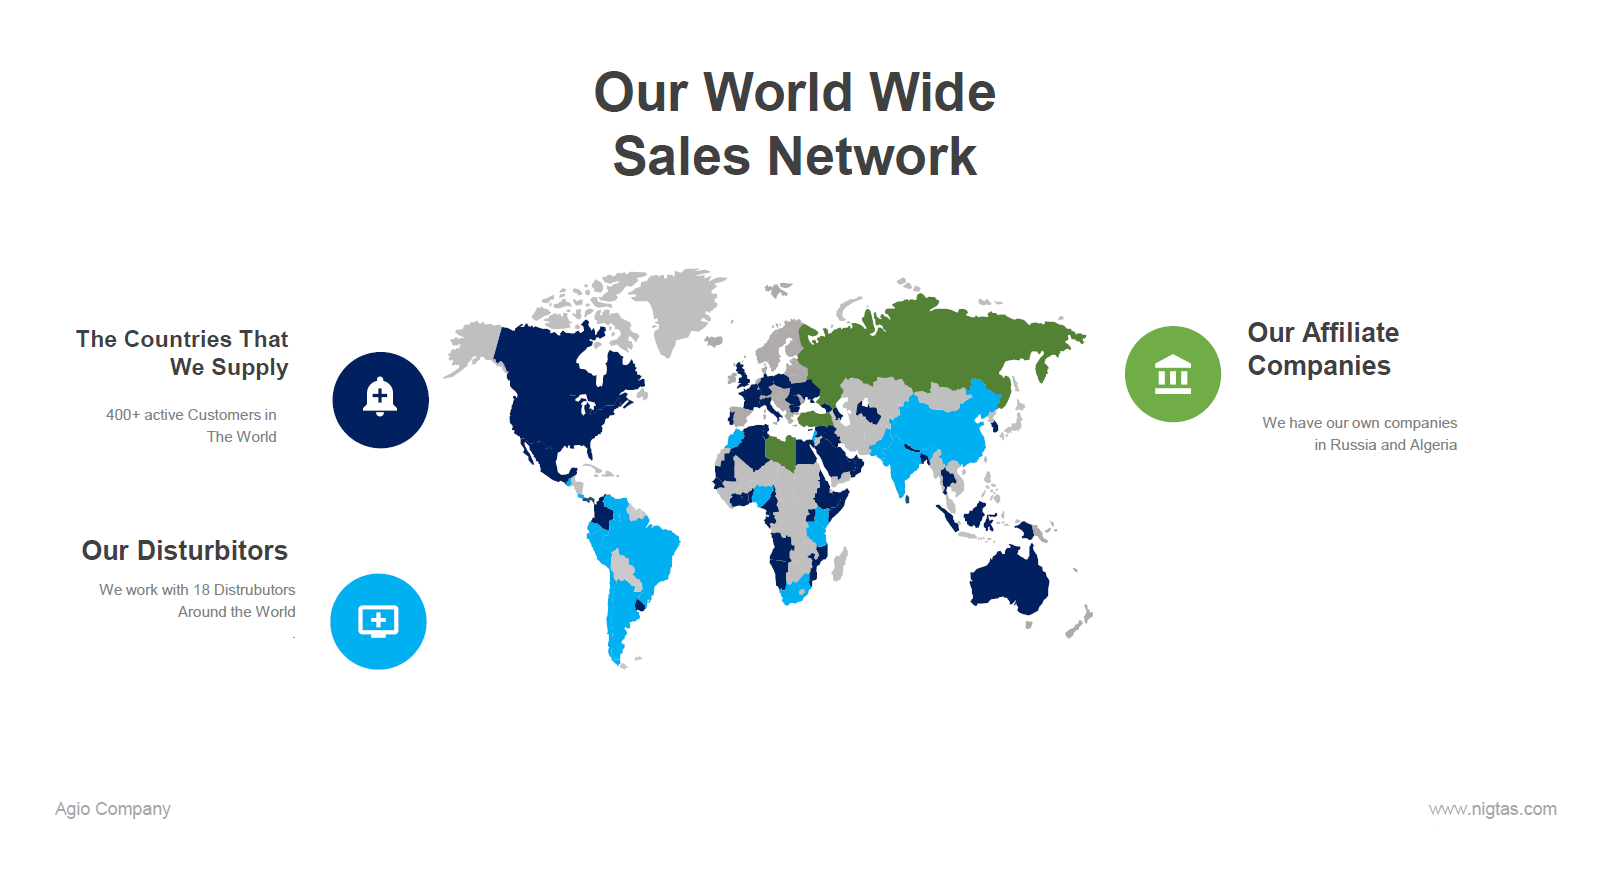 Our World Wide
Sales Network
The Countries That
We Supply
400+ active Customers in
The World
Our Disturbitors
We work with 18 Distrubutors
Around the World
.
Our Affiliate
Companies
We have our own companies
in Russia and Algeria
Agio Company
www.nigtas.com